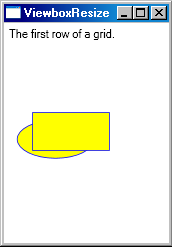 ViewboxResize
The first row of a grid.